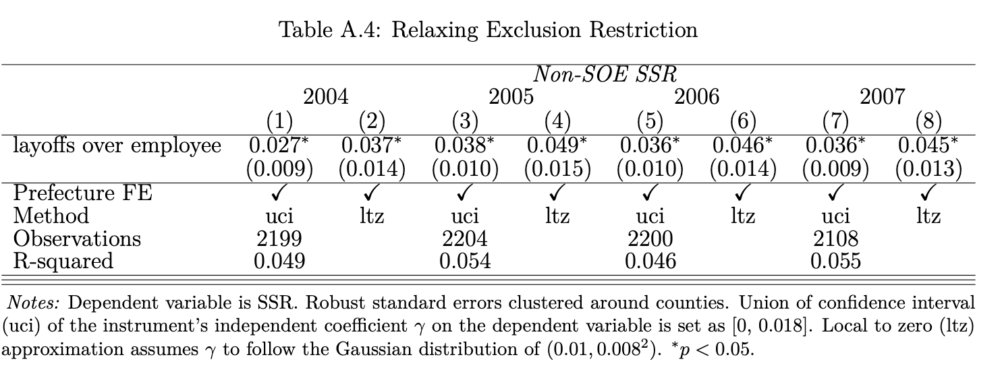 Table A.4: Relaxing Exclusion Restriction
Non-SOE SSR
2004 2005 2006 2007
(1) (2) (3) (4) (5) (6) (7) (8)
layoffs over employee 0.027* 0.037* 0.038* 0.049* 0.036* 0.046* 0.036* 0.045*
(0.009) (0.014) (0.010) (0.015) (0.010) (0.014) (0.009) (0.013)
Prefecture FE ✓ ✓ ✓ ✓ ✓ ✓ ✓ ✓
Method uci ltz uci ltz uci ltz uci ltz
Observations 2199 2204 2200 2108
R-squared 0.049 0.054 0.046 0.055
Notes: Dependent variable is SSR. Robust standard errors clustered around counties. Union of confidence interval
(uci) of the instrument's independent coefficient γ on the dependent variable is set as [0, 0.018]. Local to zero (ltz)
approximation assumes γ to follow the Gaussian distribution of (0.01, 0.008²). *p < 0.05.